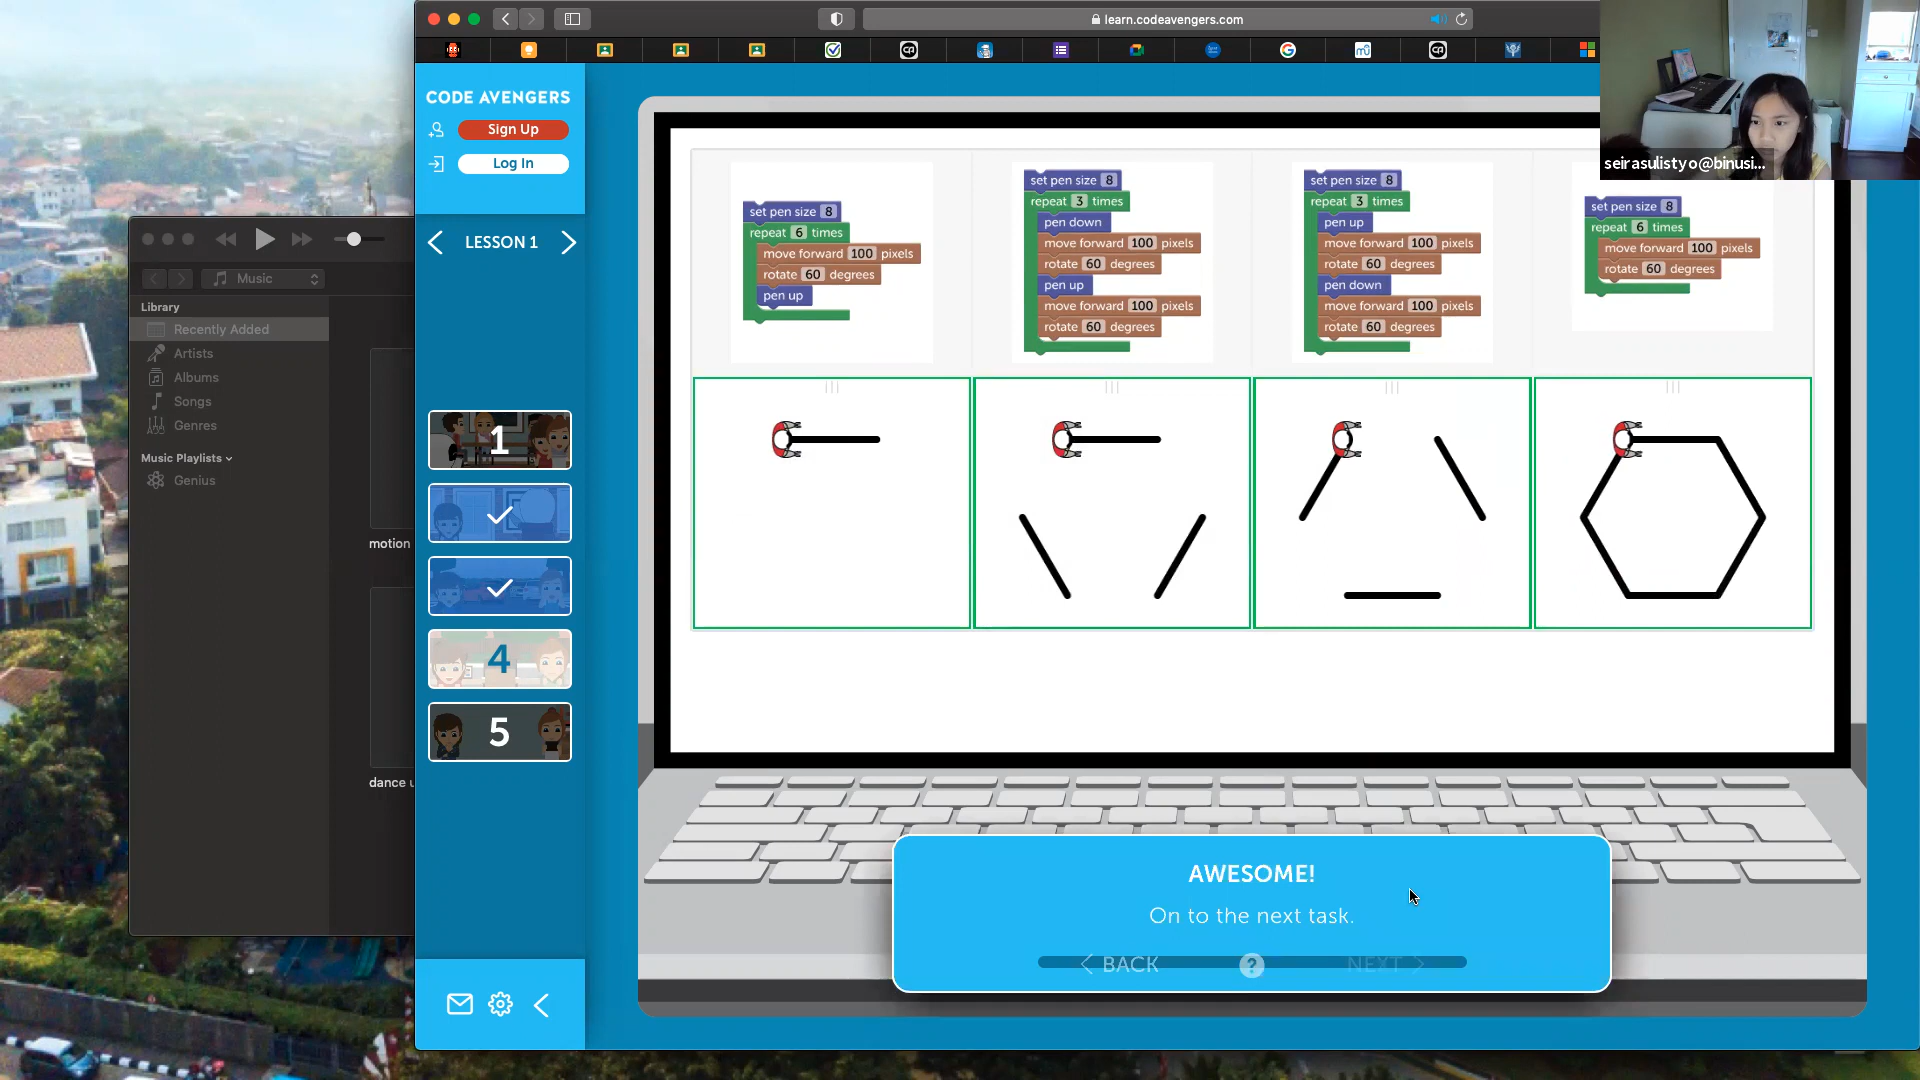 learn.codeavengers.com
seirasulistyo@binusi...
CODE AVENGERS
Sign Up
Log In
LESSON 1
1
4
5
Music
Library
Recently Added
Artists
Albums
Songs
Genres
Music Playlists
Genius
motion
dance u
set pen size 8
repeat 6 times
move forward 100 pixels
rotate 60 degrees
pen up
set pen size 8
repeat 3 times
pen down
move forward 100 pixels
rotate 60 degrees
pen up
move forward 100 pixels
rotate 60 degrees
set pen size 8
repeat 3 times
pen up
move forward 100 pixels
rotate 60 degrees
pen down
move forward 100 pixels
rotate 60 degrees
set pen size 8
repeat 6 times
move forward 100 pixels
rotate 60 degrees
AWESOME!
On to the next task.
BACK
?
NEXT